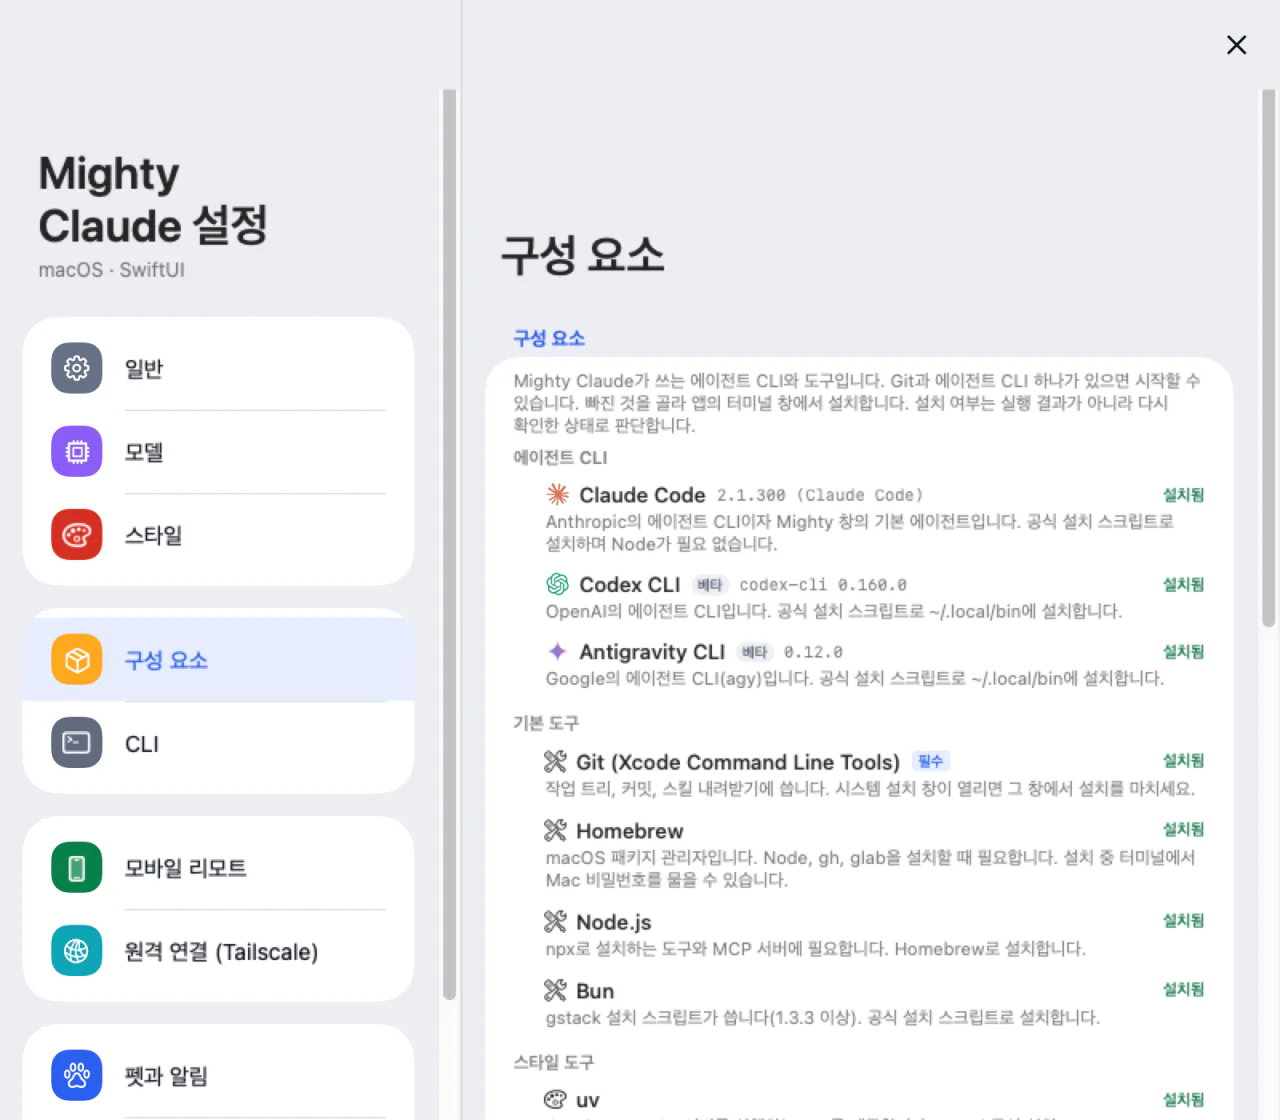 Mighty
Claude 설정
macOS · SwiftUI
일반
모델
스타일
구성 요소
CLI
모바일 리모트
원격 연결 (Tailscale)
펫과 알림
구성 요소
구성 요소
Mighty Claude가 쓰는 에이전트 CLI와 도구입니다. Git과 에이전트 CLI 하나가 있으면 시작할 수
있습니다. 빠진 것을 골라 앱의 터미널 창에서 설치합니다. 설치 여부는 실행 결과가 아니라 다시
확인한 상태로 판단합니다.
에이전트 CLI
Claude Code 2.1.300 (Claude Code) 설치됨
Anthropic의 에이전트 CLI이자 Mighty 창의 기본 에이전트입니다. 공식 설치 스크립트로
설치하며 Node가 필요 없습니다.
Codex CLI 베타 codex-cli 0.160.0 설치됨
OpenAI의 에이전트 CLI입니다. 공식 설치 스크립트로 ~/.local/bin에 설치합니다.
Antigravity CLI 베타 0.12.0 설치됨
Google의 에이전트 CLI(agy)입니다. 공식 설치 스크립트로 ~/.local/bin에 설치합니다.
기본 도구
Git (Xcode Command Line Tools) 필수 설치됨
작업 트리, 커밋, 스킬 내려받기에 씁니다. 시스템 설치 창이 열리면 그 창에서 설치를 마치세요.
Homebrew 설치됨
macOS 패키지 관리자입니다. Node, gh, glab을 설치할 때 필요합니다. 설치 중 터미널에서
Mac 비밀번호를 물을 수 있습니다.
Node.js 설치됨
npx로 설치하는 도구와 MCP 서버에 필요합니다. Homebrew로 설치합니다.
Bun 설치됨
gstack 설치 스크립트가 씁니다(1.3.3 이상). 공식 설치 스크립트로 설치합니다.
스타일 도구
uv 설치됨